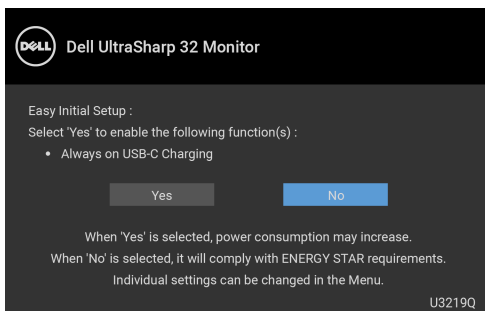 DELL
Dell UltraSharp 32 Monitor
Easy Initial Setup :
Select 'Yes' to enable the following function(s) :
• Always on USB-C Charging
Yes No
When 'Yes' is selected, power consumption may increase.
When 'No' is selected, it will comply with ENERGY STAR requirements.
Individual settings can be changed in the Menu.
U3219Q